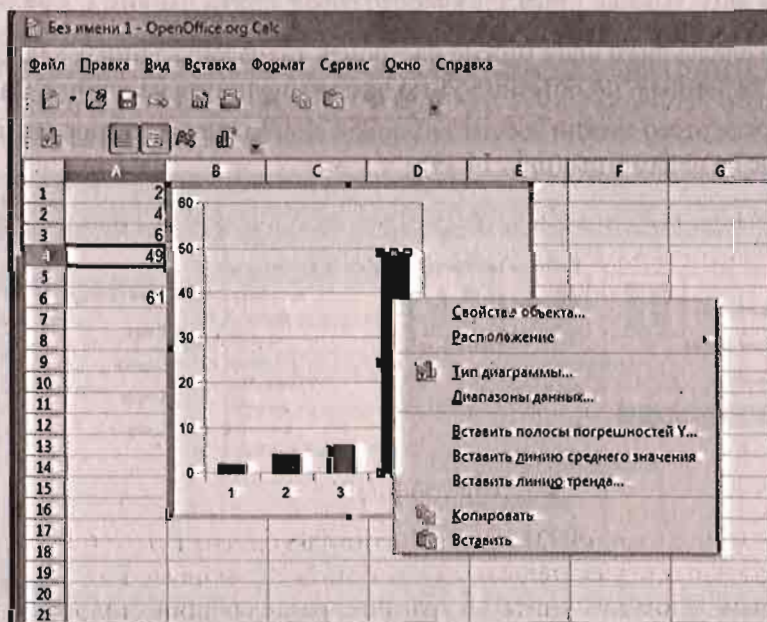 Без имени 1 - OpenOffice.org Calc
Файл Правка Вид Вставка Формат Сервис Окно Справка
A B C D E F G
1 2
2 4
3 6
4 49
5
6 61
7
8
9
10
11
12
13
14
15
16
17
18
19
20
21
60
50
40
30
20
10
0
1 2 3
Свойства объекта...
Расположение
Тип диаграммы...
Диапазоны данных...
Вставить полосы погрешностей Y...
Вставить линию среднего значения
Вставить линию тренда...
Копировать
Вставить